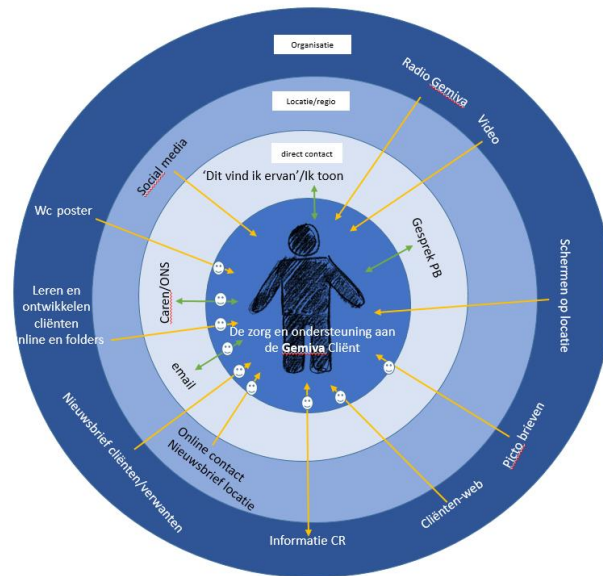 Organisatie
Radio Gemiva
Video
Locatie/regio
direct contact
'Dit vind ik ervan'/Ik toon
Social media
Wc poster
Gesprek PB
Schermen op locatie
Caren/ONS
Leren en
ontwikkelen
cliënten
nline en folders
De zorg en ondersteuning aan
de Gemiva Cliënt
email
Picto brieven
Nieuwsbrief cliënten/verwanten
Online contact
Nieuwsbrief locatie
Cliënten-web
Informatie CR